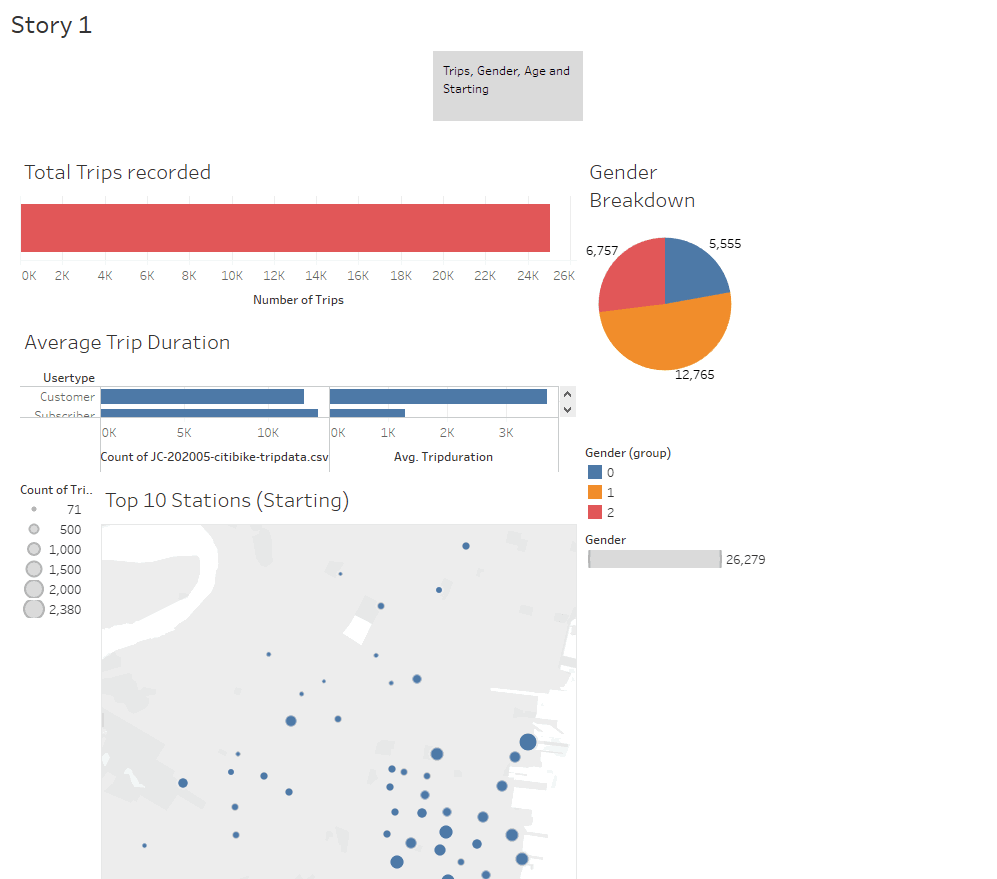 Story 1
Trips, Gender, Age and
Starting
Total Trips recorded
0K 2K 4K 6K 8K 10K 12K 14K 16K 18K 20K 22K 24K 26K
Number of Trips
Gender
Breakdown
6,757
5,555
12,765
Average Trip Duration
Usertype
Customer
Subscriber
0K 5K 10K 0K 1K 2K 3K
Count of JC-202005-citibike-tripdata.csv Avg. Tripduration
Gender (group)
0
1
2
Gender
26,279
Count of Tri..
71
500
1,000
1,500
2,000
2,380
Top 10 Stations (Starting)